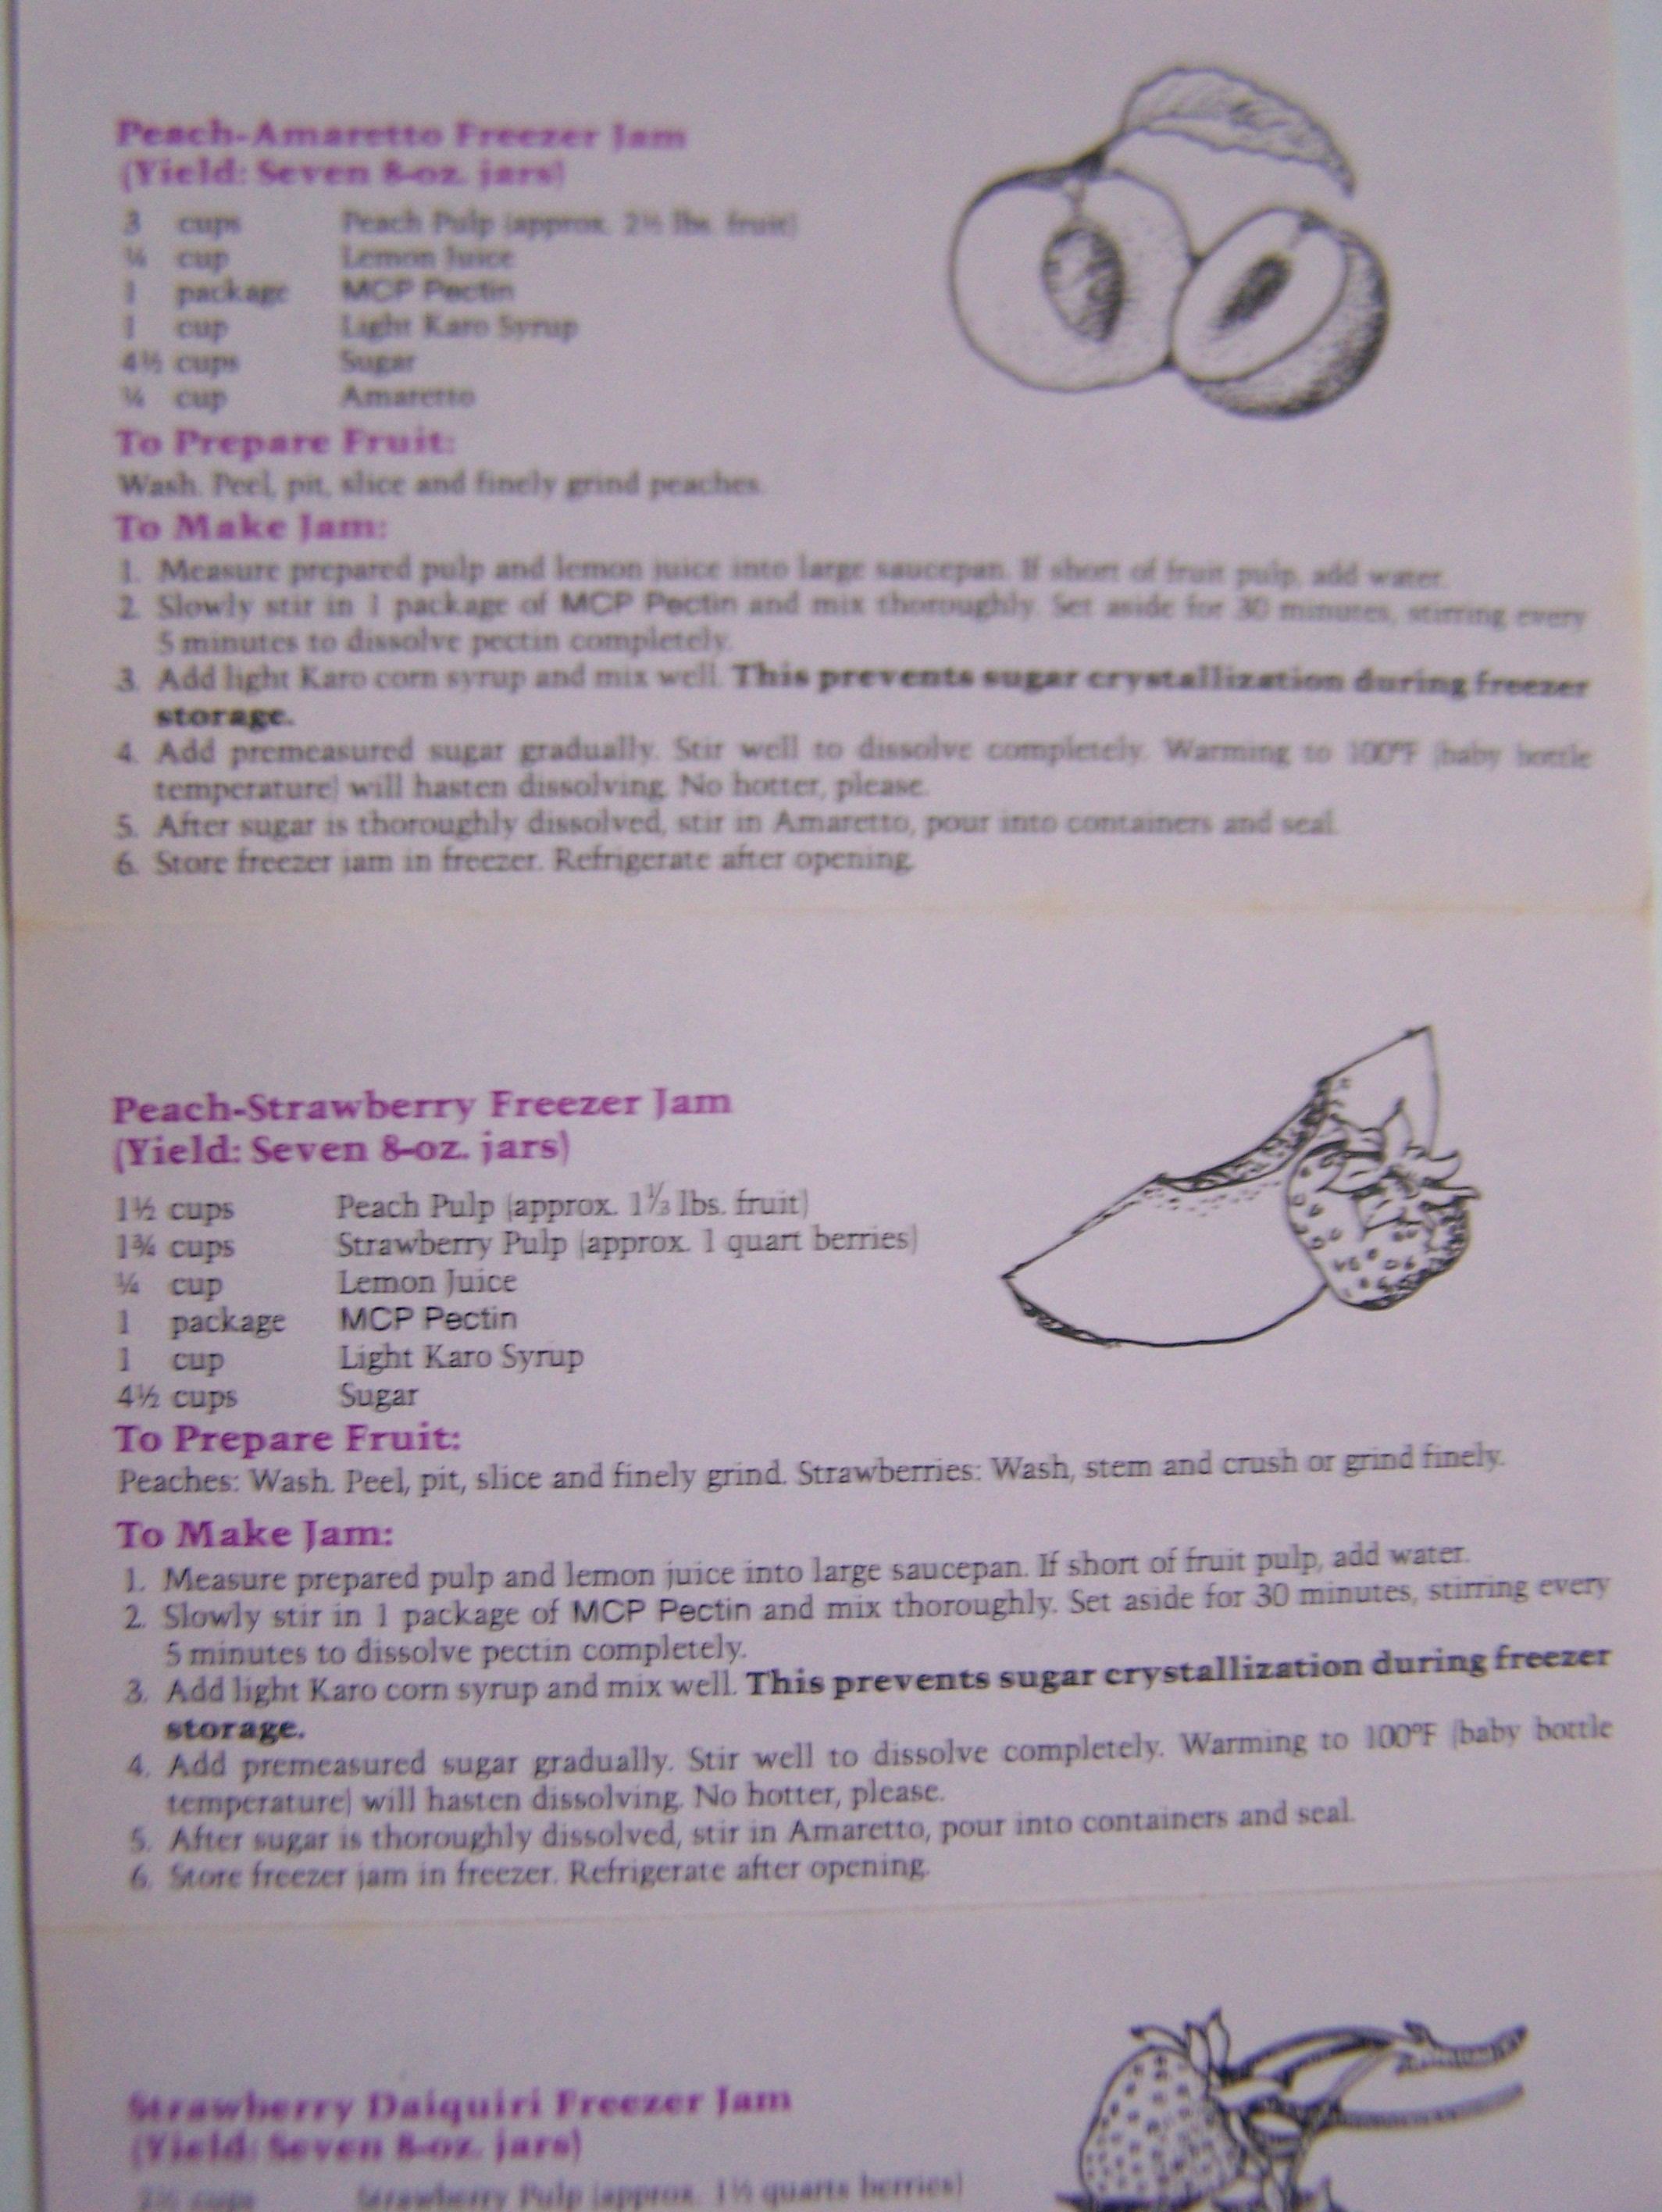 Peach-Amaretto Freezer Jam
(Yield: Seven 8-oz. jars)
3 cups Peach Pulp (approx. 2½ lbs. fruit)
¼ cup Lemon Juice
1 package MCP Pectin
1 cup Light Karo Syrup
4½ cups Sugar
¼ cup Amaretto
To Prepare Fruit:
Wash. Peel, pit, slice and finely grind peaches.
To Make Jam:
1. Measure prepared pulp and lemon juice into large saucepan. If short of fruit pulp, add water.
2. Slowly stir in 1 package of MCP Pectin and mix thoroughly. Set aside for 30 minutes, stirring every
5 minutes to dissolve pectin completely.
3. Add light Karo corn syrup and mix well. This prevents sugar crystallization during freezer
storage.
4. Add premeasured sugar gradually. Stir well to dissolve completely. Warming to 100°F (baby bottle
temperature) will hasten dissolving. No hotter, please.
5. After sugar is thoroughly dissolved, stir in Amaretto, pour into containers and seal.
6. Store freezer jam in freezer. Refrigerate after opening.
Peach-Strawberry Freezer Jam
(Yield: Seven 8-oz. jars)
1½ cups Peach Pulp (approx. 1⅓ lbs. fruit)
1¾ cups Strawberry Pulp (approx. 1 quart berries)
¼ cup Lemon Juice
1 package MCP Pectin
1 cup Light Karo Syrup
4½ cups Sugar
To Prepare Fruit:
Peaches: Wash. Peel, pit, slice and finely grind. Strawberries: Wash, stem and crush or grind finely.
To Make Jam:
1. Measure prepared pulp and lemon juice into large saucepan. If short of fruit pulp, add water.
2. Slowly stir in 1 package of MCP Pectin and mix thoroughly. Set aside for 30 minutes, stirring every
5 minutes to dissolve pectin completely.
3. Add light Karo corn syrup and mix well. This prevents sugar crystallization during freezer
storage.
4. Add premeasured sugar gradually. Stir well to dissolve completely. Warming to 100°F (baby bottle
temperature) will hasten dissolving. No hotter, please.
5. After sugar is thoroughly dissolved, stir in Amaretto, pour into containers and seal.
6. Store freezer jam in freezer. Refrigerate after opening.
Strawberry Daiquiri Freezer Jam
(Yield: Seven 8-oz. jars)
cups Strawberry Pulp (approx. 1½ quarts berries)